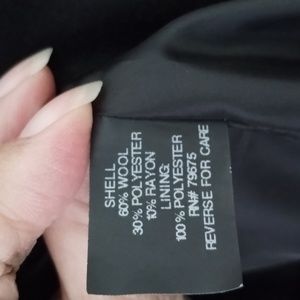 SHELL
60% WOOL
30% POLYESTER
10% RAYON
LINING:
100% POLYESTER
RN# 79675
REVERSE FOR CARE